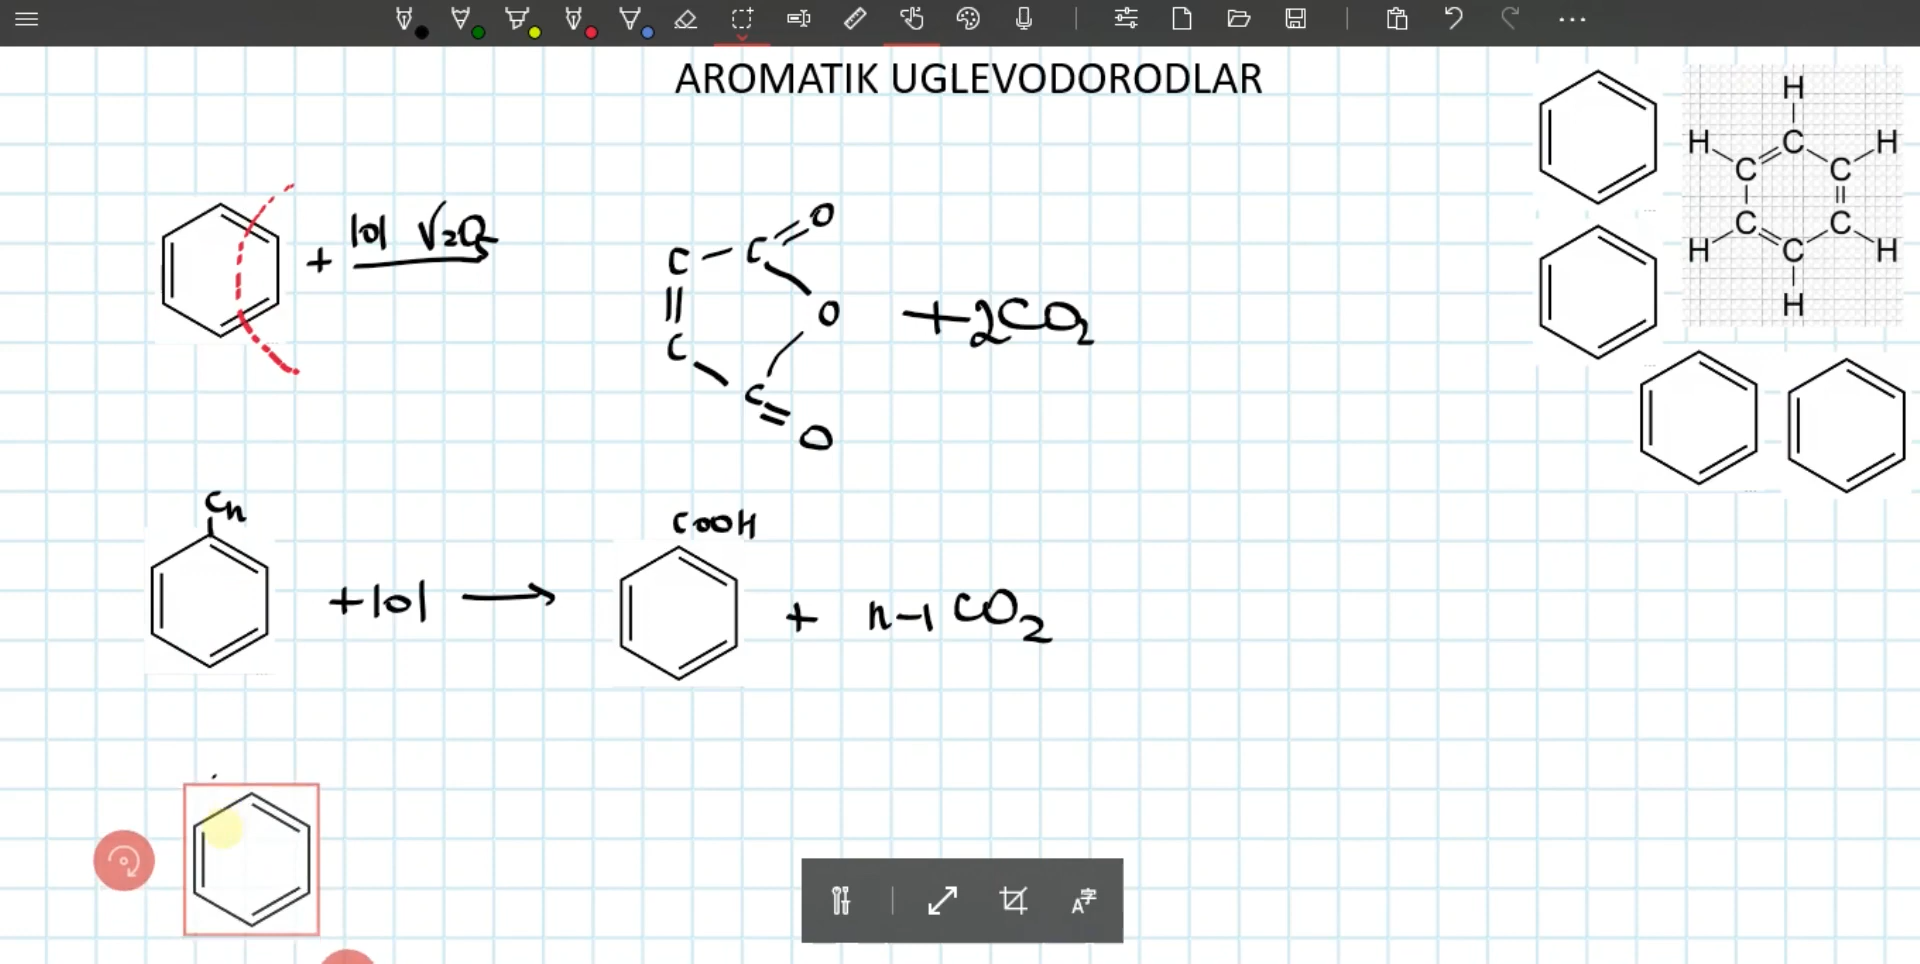 AROMATIK UGLEVODORODLAR
+ |o| V2O5
C C O
O
C C O
+ 2CO2
Cn
+ |o| → COOH + n-1 CO2
H
H C H
C C
C C
H C H
H